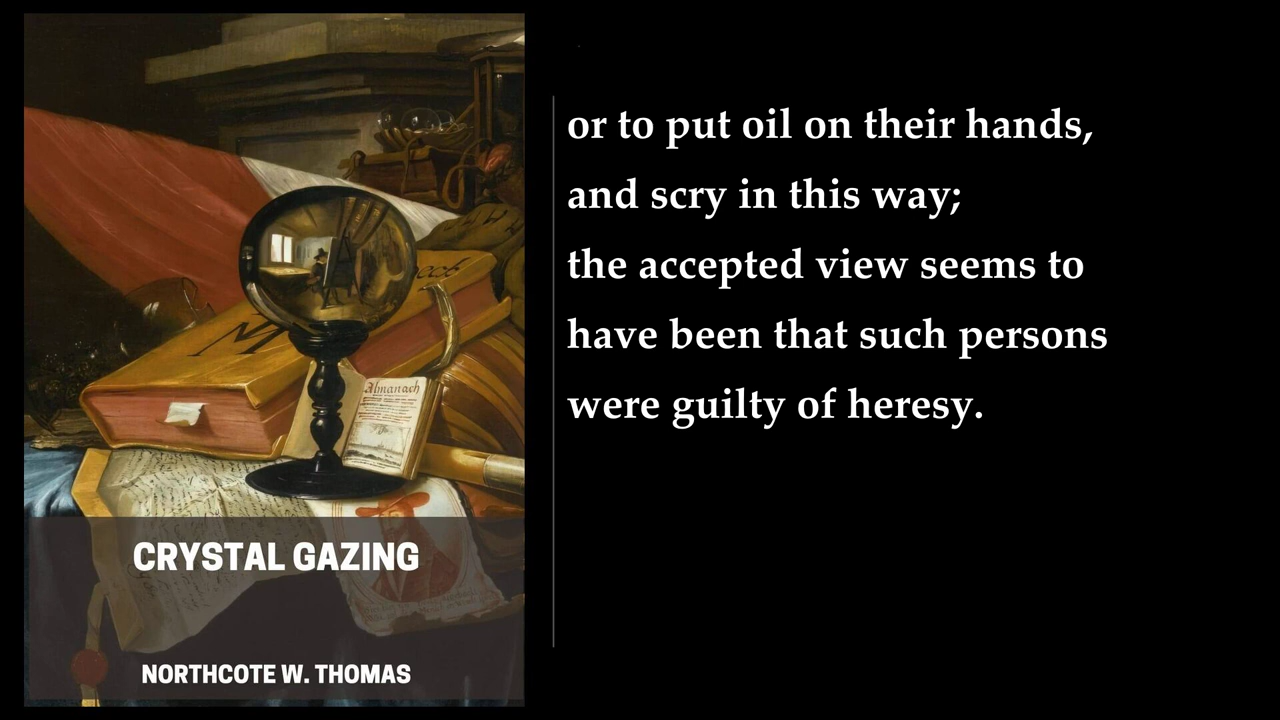 or to put oil on their hands,
and scry in this way;
the accepted view seems to
have been that such persons
were guilty of heresy.
M
Almanach
CRYSTAL GAZING
NORTHCOTE W. THOMAS